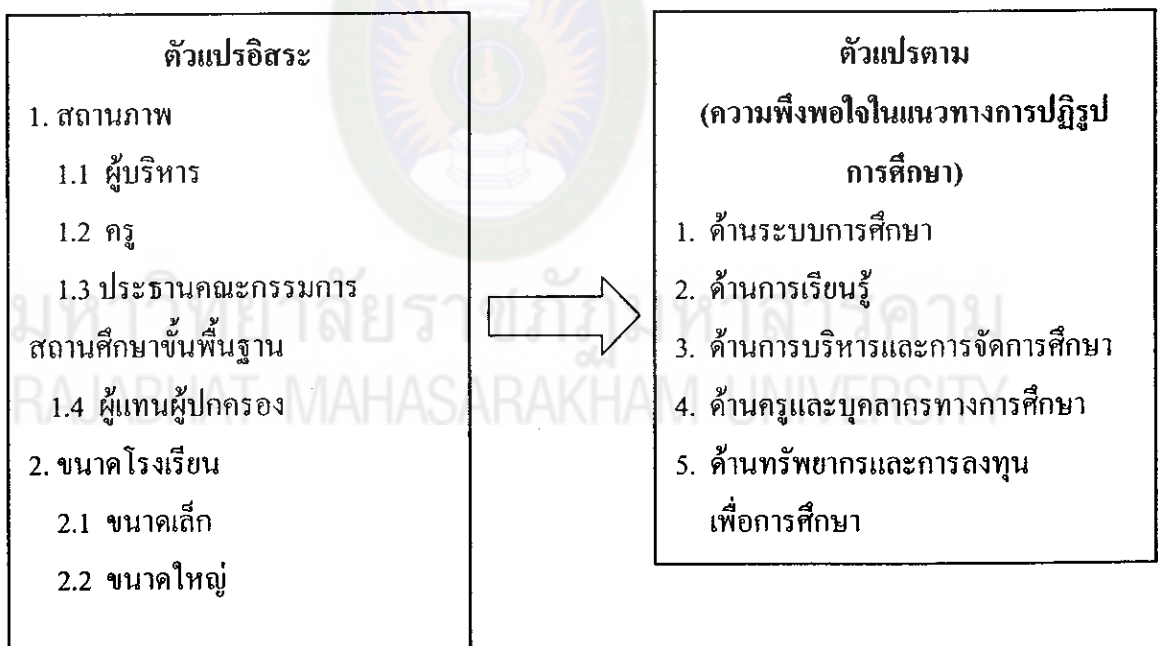 ตัวแปรอิสระ
1. สถานภาพ
1.1 ผู้บริหาร
1.2 ครู
1.3 ประธานคณะกรรมการ
สถานศึกษาขั้นพื้นฐาน
1.4 ผู้แทนผู้ปกครอง
2. ขนาดโรงเรียน
2.1 ขนาดเล็ก
2.2 ขนาดใหญ่
ตัวแปรตาม
(ความพึงพอใจในแนวทางการปฏิรูป
การศึกษา)
1. ด้านระบบการศึกษา
2. ด้านการเรียนรู้
3. ด้านการบริหารและการจัดการศึกษา
4. ด้านครูและบุคลากรทางการศึกษา
5. ด้านทรัพยากรและการลงทุน
เพื่อการศึกษา
มหาวิทยาลัยราชภัฏมหาสารคาม
RAJABHAT MAHASARAKHAM UNIVERSITY